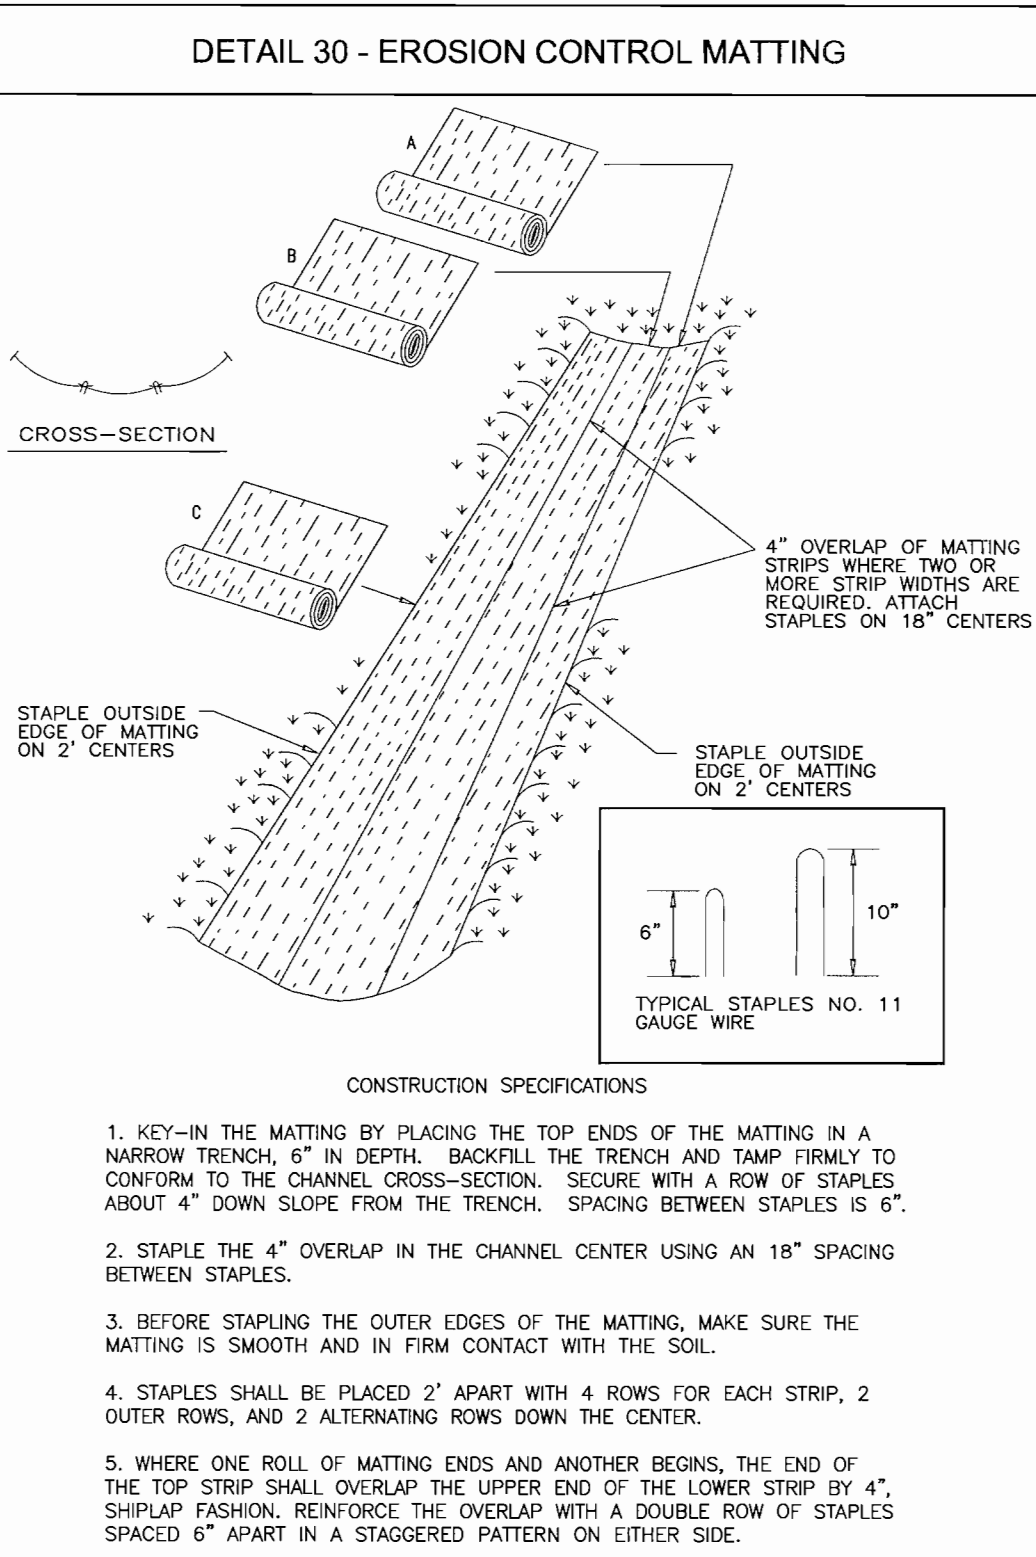 DETAIL 30 - EROSION CONTROL MATTING
A
B
CROSS-SECTION
C
4" OVERLAP OF MATTING
STRIPS WHERE TWO OR
MORE STRIP WIDTHS ARE
REQUIRED. ATTACH
STAPLES ON 18" CENTERS
STAPLE OUTSIDE
EDGE OF MATTING
ON 2' CENTERS
STAPLE OUTSIDE
EDGE OF MATTING
ON 2' CENTERS
6"
10"
TYPICAL STAPLES NO. 11
GAUGE WIRE
CONSTRUCTION SPECIFICATIONS
1. KEY-IN THE MATTING BY PLACING THE TOP ENDS OF THE MATTING IN A
NARROW TRENCH, 6" IN DEPTH. BACKFILL THE TRENCH AND TAMP FIRMLY TO
CONFORM TO THE CHANNEL CROSS-SECTION. SECURE WITH A ROW OF STAPLES
ABOUT 4" DOWN SLOPE FROM THE TRENCH. SPACING BETWEEN STAPLES IS 6".
2. STAPLE THE 4" OVERLAP IN THE CHANNEL CENTER USING AN 18" SPACING
BETWEEN STAPLES.
3. BEFORE STAPLING THE OUTER EDGES OF THE MATTING, MAKE SURE THE
MATTING IS SMOOTH AND IN FIRM CONTACT WITH THE SOIL.
4. STAPLES SHALL BE PLACED 2' APART WITH 4 ROWS FOR EACH STRIP, 2
OUTER ROWS, AND 2 ALTERNATING ROWS DOWN THE CENTER.
5. WHERE ONE ROLL OF MATTING ENDS AND ANOTHER BEGINS, THE END OF
THE TOP STRIP SHALL OVERLAP THE UPPER END OF THE LOWER STRIP BY 4",
SHIPLAP FASHION. REINFORCE THE OVERLAP WITH A DOUBLE ROW OF STAPLES
SPACED 6" APART IN A STAGGERED PATTERN ON EITHER SIDE.